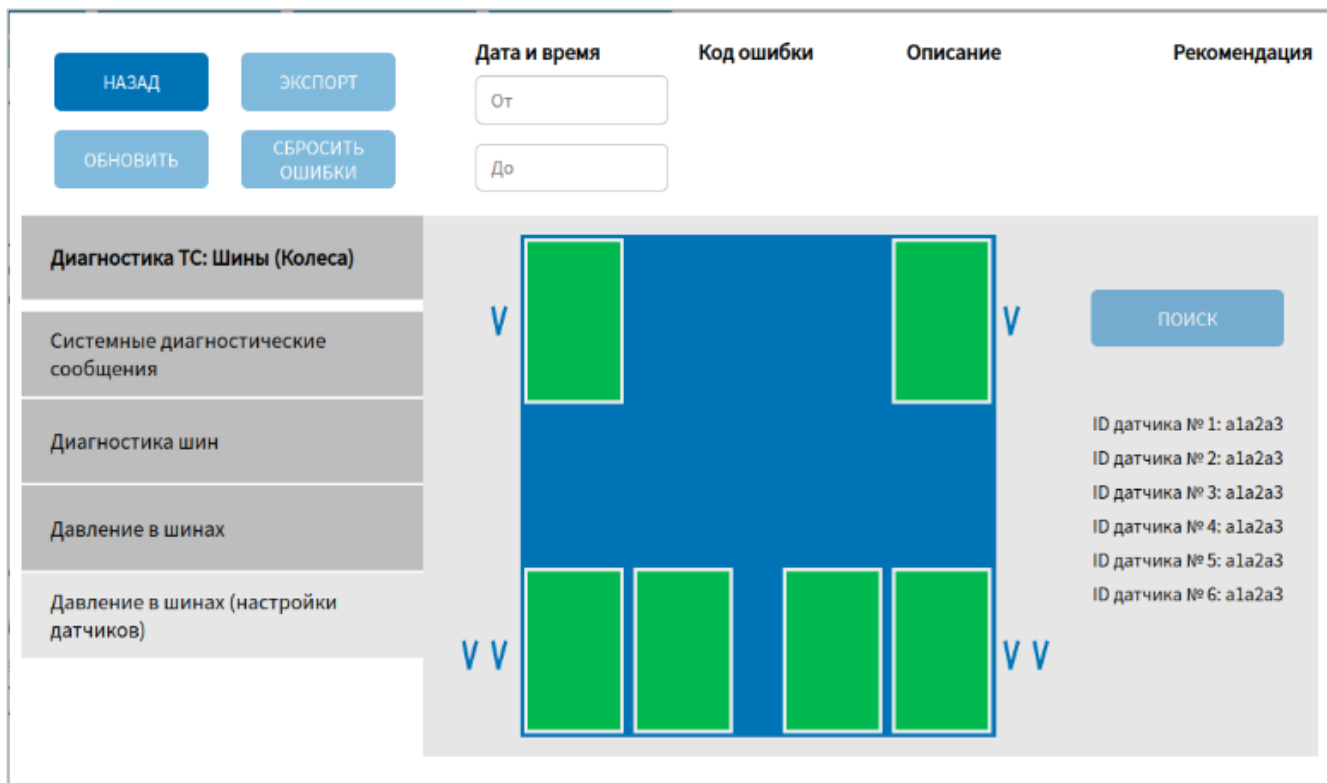 НАЗАД
ЭКСПОРТ
ОБНОВИТЬ
СБРОСИТЬ
ОШИБКИ
Дата и время
Код ошибки
Описание
Рекомендация
От
До
Диагностика ТС: Шины (Колеса)
Системные диагностические
сообщения
Диагностика шин
Давление в шинах
Давление в шинах (настройки
датчиков)
V
V
V V
V V
ПОИСК
ID датчика № 1: a1a2a3
ID датчика № 2: a1a2a3
ID датчика № 3: a1a2a3
ID датчика № 4: a1a2a3
ID датчика № 5: a1a2a3
ID датчика № 6: a1a2a3